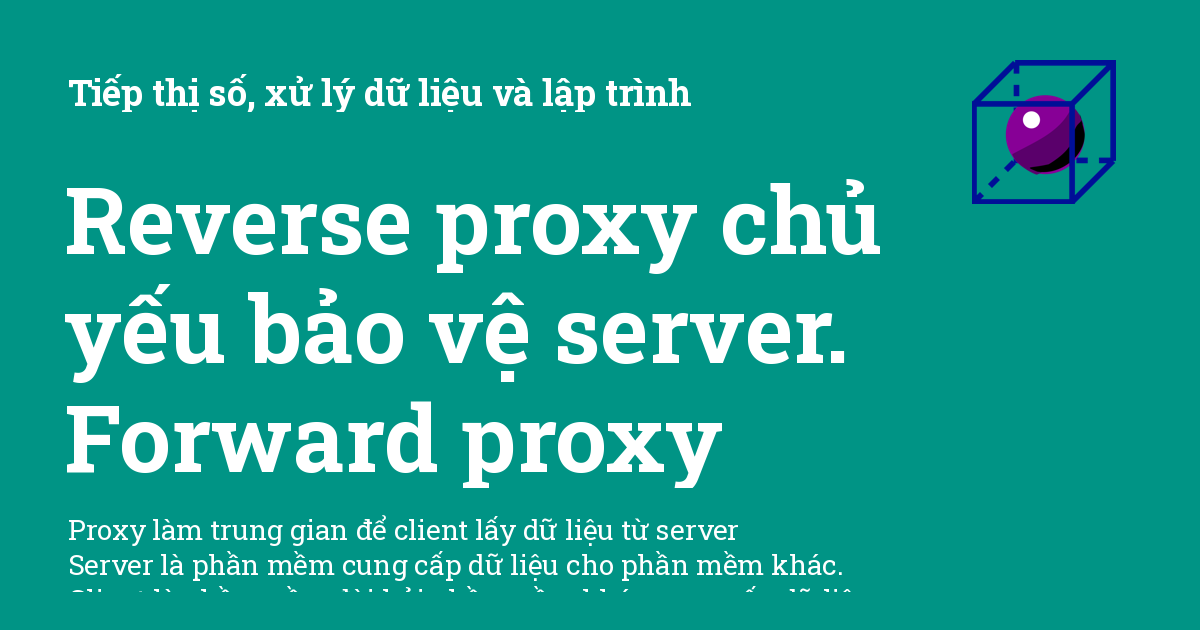 Tiếp thị số, xử lý dữ liệu và lập trình
Reverse proxy chủ
yếu bảo vệ server.
Forward proxy
Proxy làm trung gian để client lấy dữ liệu từ server
Server là phần mềm cung cấp dữ liệu cho phần mềm khác.